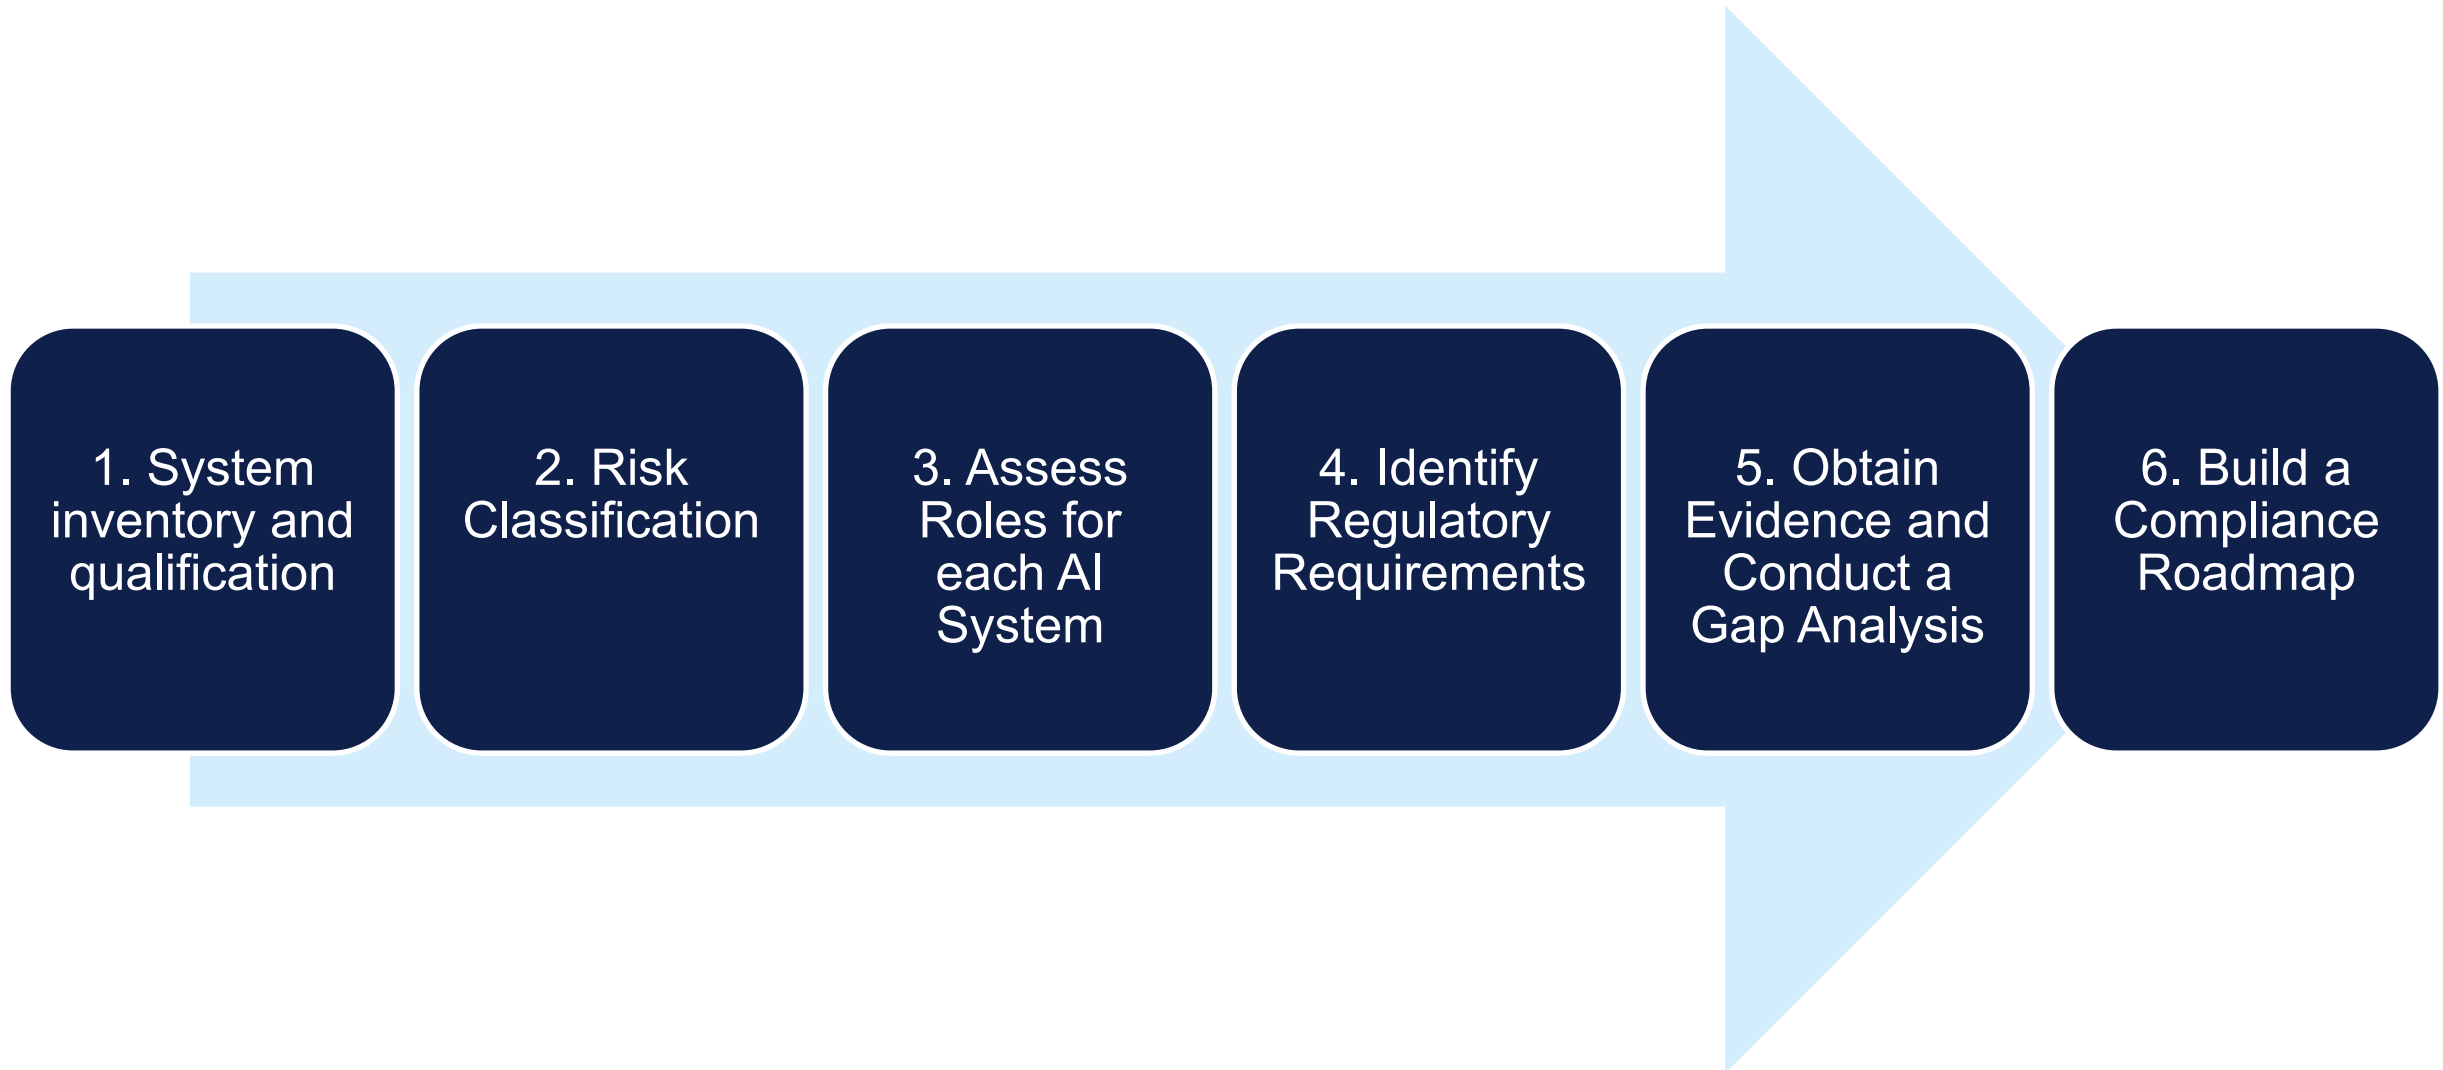 1. System
inventory and
qualification
2. Risk
Classification
3. Assess
Roles for
each AI
System
4. Identify
Regulatory
Requirements
5. Obtain
Evidence and
Conduct a
Gap Analysis
6. Build a
Compliance
Roadmap